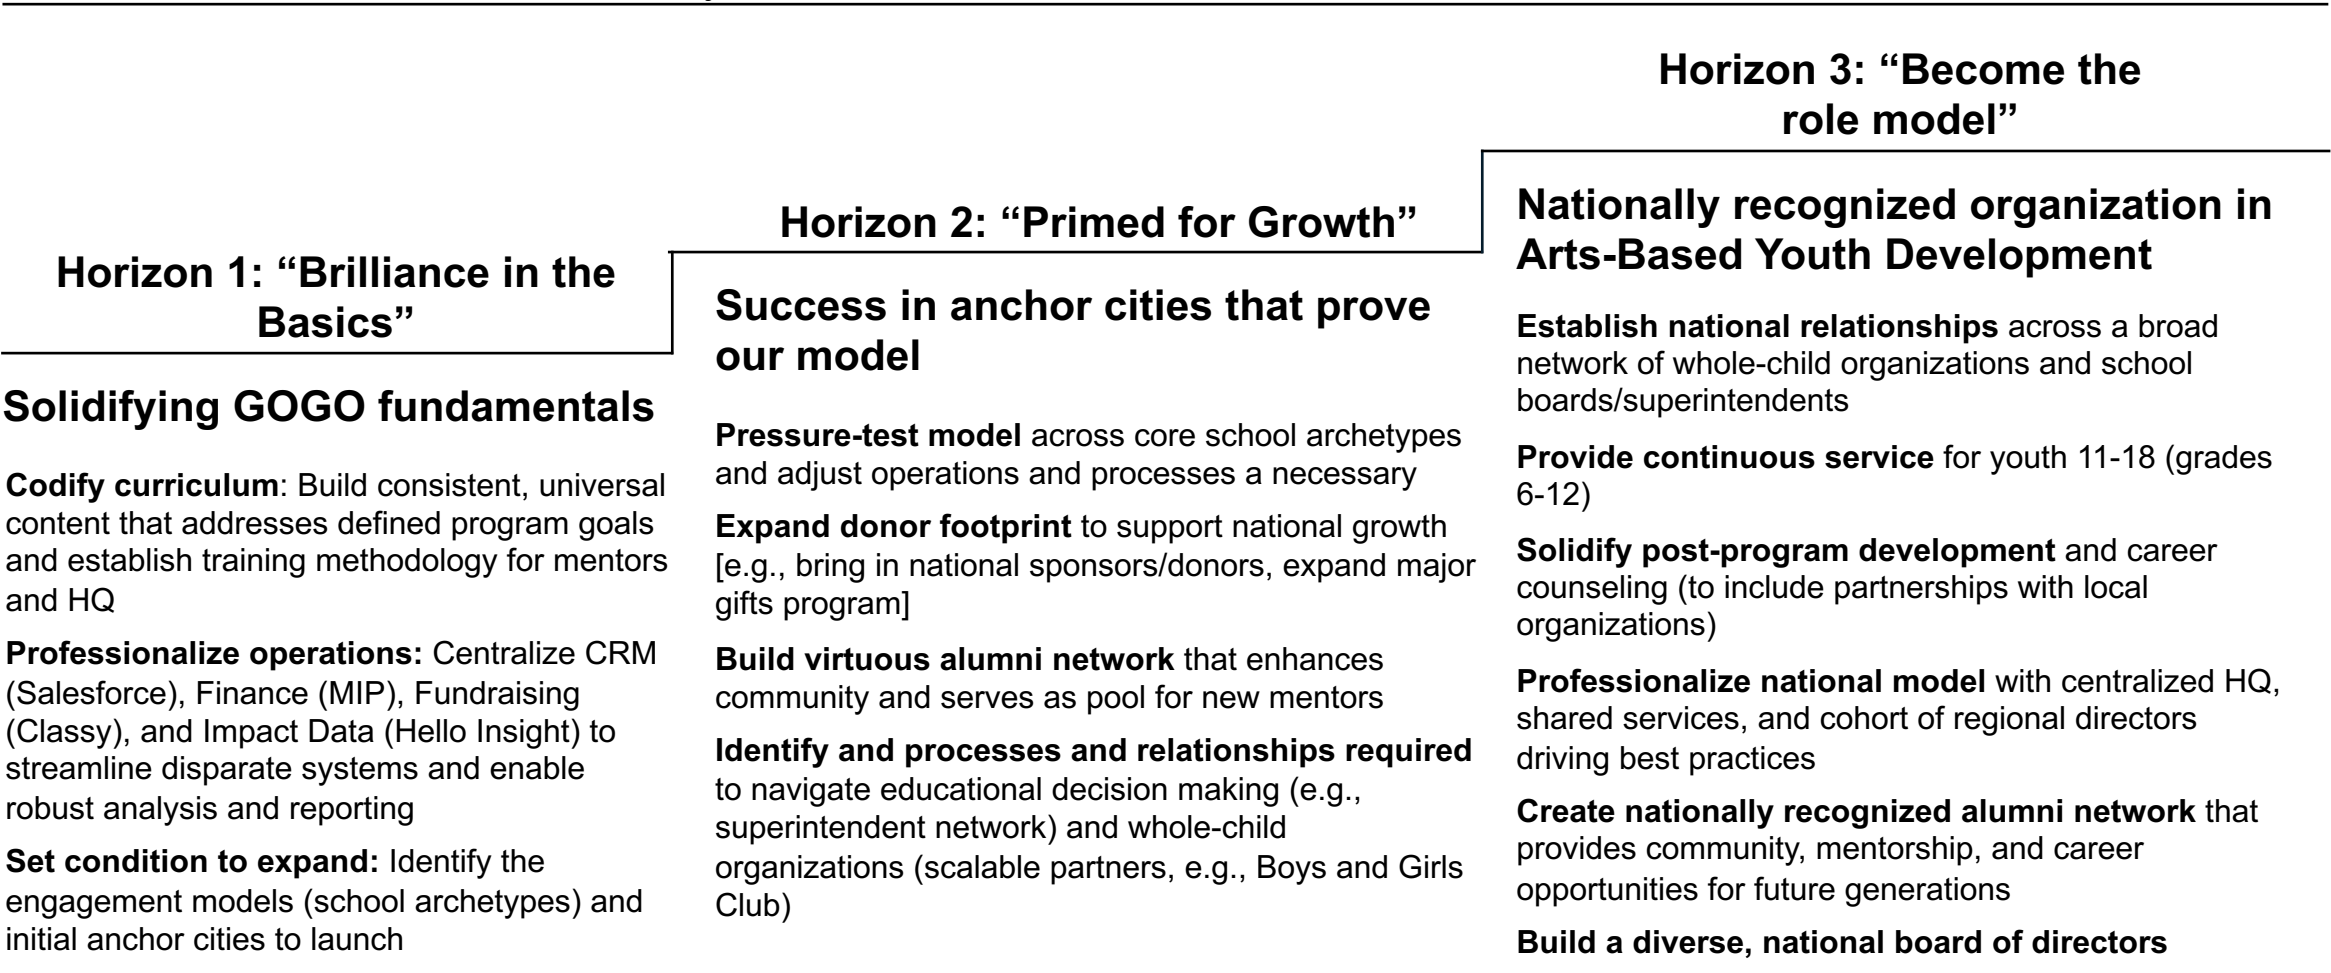 Horizon 1: “Brilliance in the
Basics”
Solidifying GOGO fundamentals
Codify curriculum: Build consistent, universal
content that addresses defined program goals
and establish training methodology for mentors
and HQ
Professionalize operations: Centralize CRM
(Salesforce), Finance (MIP), Fundraising
(Classy), and Impact Data (Hello Insight) to
streamline disparate systems and enable
robust analysis and reporting
Set condition to expand: Identify the
engagement models (school archetypes) and
initial anchor cities to launch
Horizon 2: “Primed for Growth”
Success in anchor cities that prove
our model
Pressure-test model across core school archetypes
and adjust operations and processes a necessary
Expand donor footprint to support national growth
[e.g., bring in national sponsors/donors, expand major
gifts program]
Build virtuous alumni network that enhances
community and serves as pool for new mentors
Identify and processes and relationships required
to navigate educational decision making (e.g.,
superintendent network) and whole-child
organizations (scalable partners, e.g., Boys and Girls
Club)
Horizon 3: “Become the
role model”
Nationally recognized organization in
Arts-Based Youth Development
Establish national relationships across a broad
network of whole-child organizations and school
boards/superintendents
Provide continuous service for youth 11-18 (grades
6-12)
Solidify post-program development and career
counseling (to include partnerships with local
organizations)
Professionalize national model with centralized HQ,
shared services, and cohort of regional directors
driving best practices
Create nationally recognized alumni network that
provides community, mentorship, and career
opportunities for future generations
Build a diverse, national board of directors